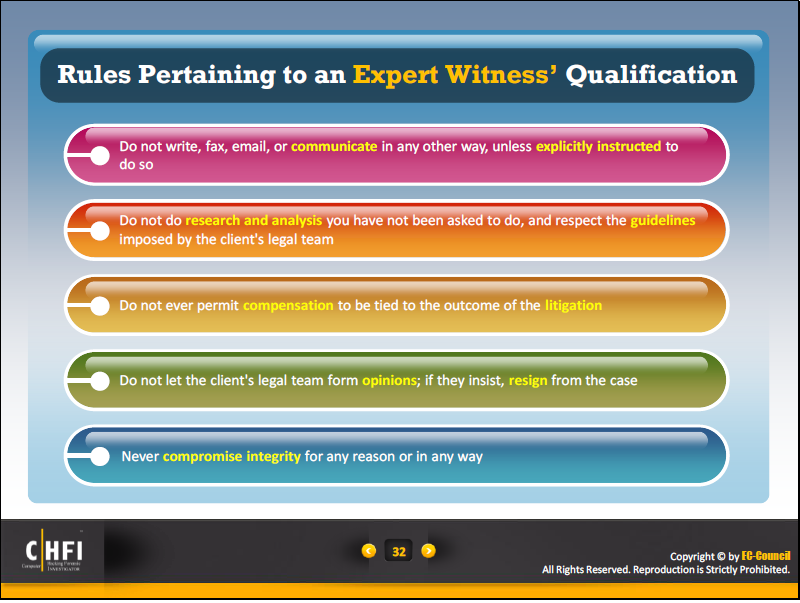 Rules Pertaining to an Expert Witness’ Qualification
Do not write, fax, email, or communicate in any other way, unless explicitly instructed to
do so
Do not do research and analysis you have not been asked to do, and respect the guidelines
imposed by the client's legal team
Do not ever permit compensation to be tied to the outcome of the litigation
Do not let the client's legal team form opinions; if they insist, resign from the case
Never compromise integrity for any reason or in any way
CHFI
Computer
Hacking Forensic
INVESTIGATOR
32
Copyright © by EC-Council
All Rights Reserved. Reproduction is Strictly Prohibited.